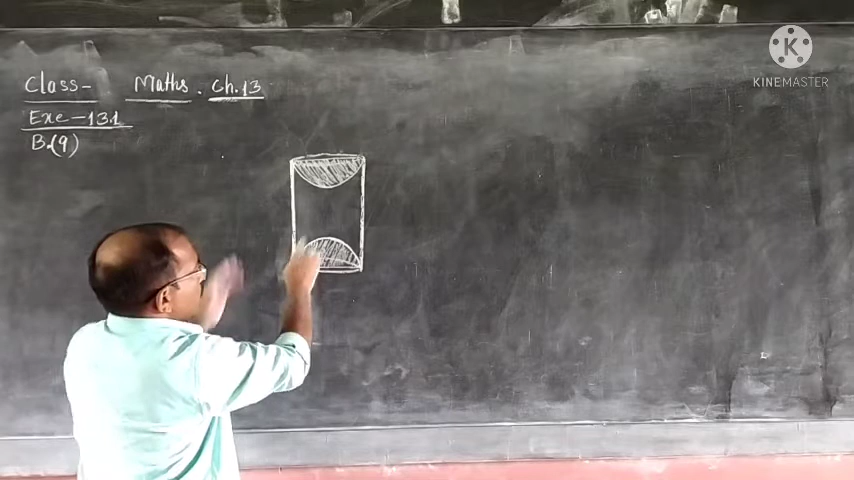 Class- Maths. Ch.13
Exe-13.1
B.(9)
KINEMASTER